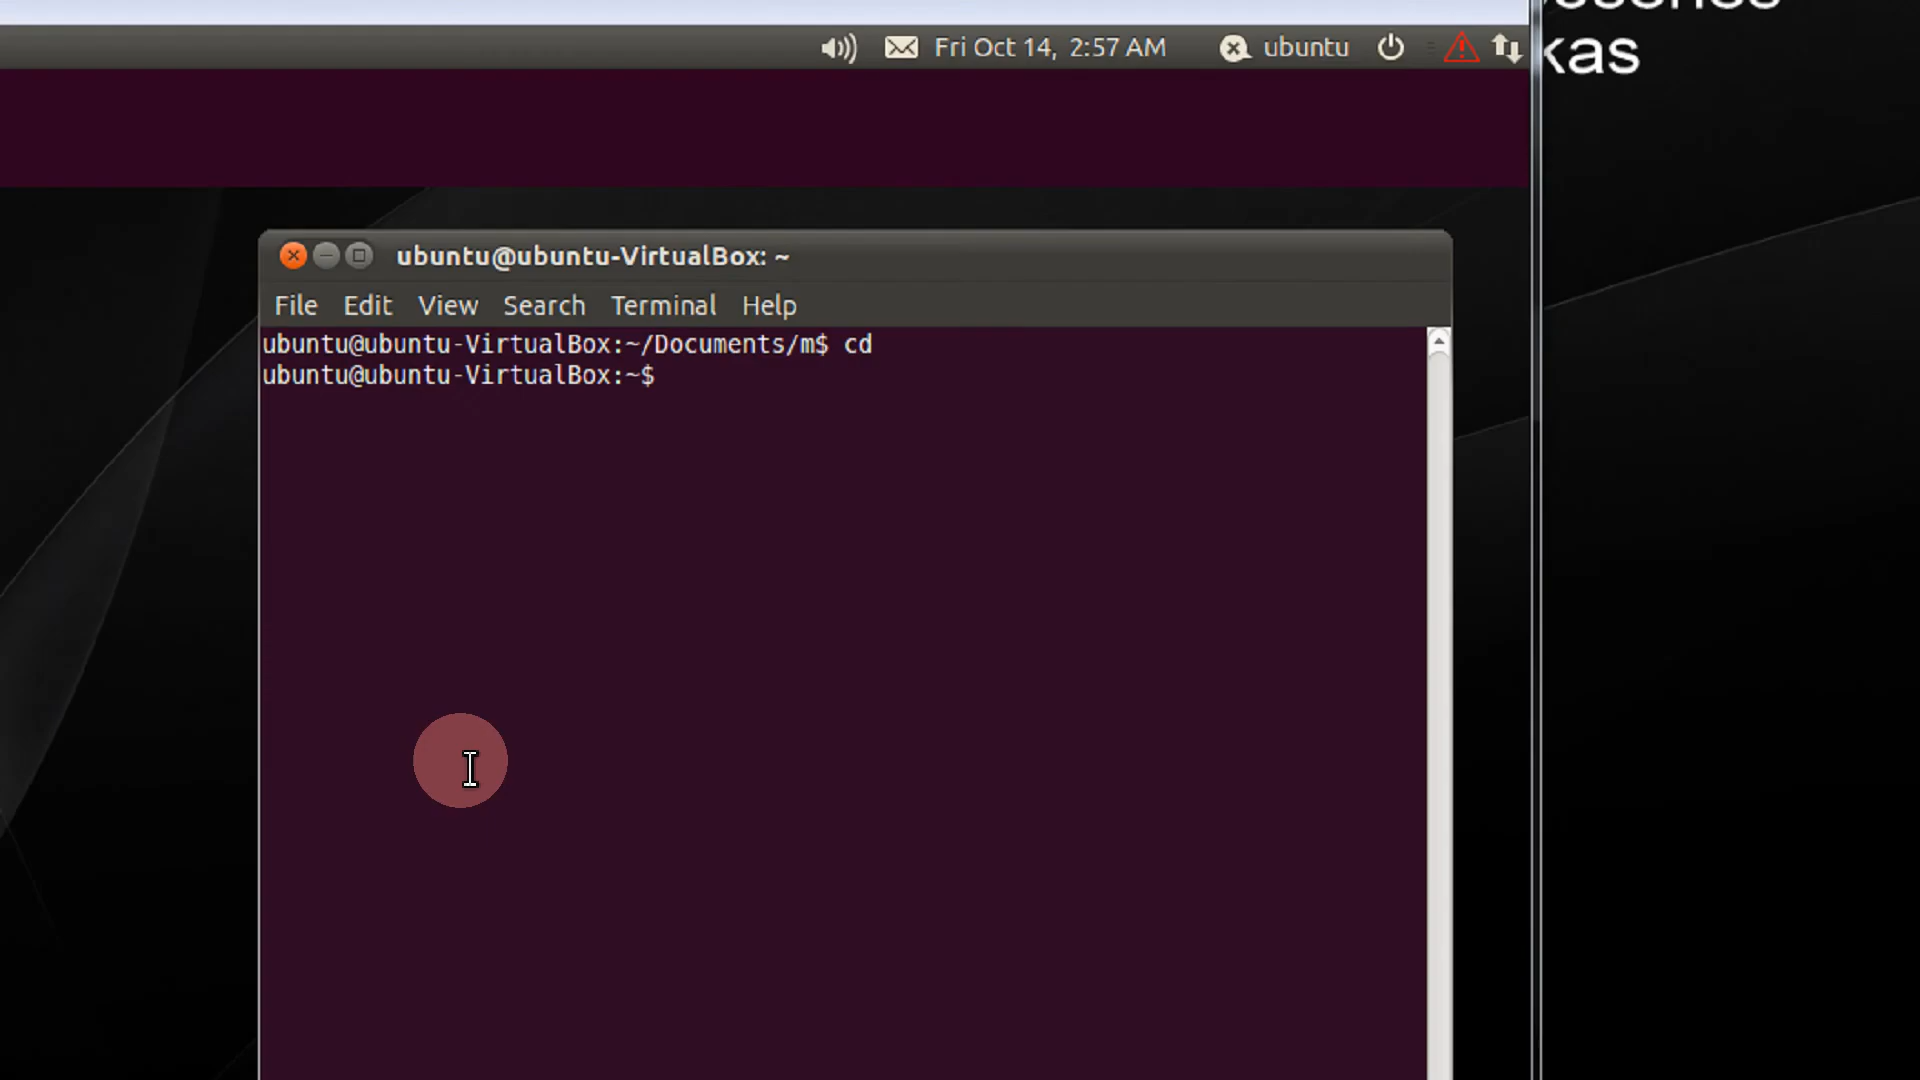 Fri Oct 14, 2:57 AM ubuntu
kas
ubuntu@ubuntu-VirtualBox: ~
File Edit View Search Terminal Help
ubuntu@ubuntu-VirtualBox:~/Documents/m$ cd
ubuntu@ubuntu-VirtualBox:~$